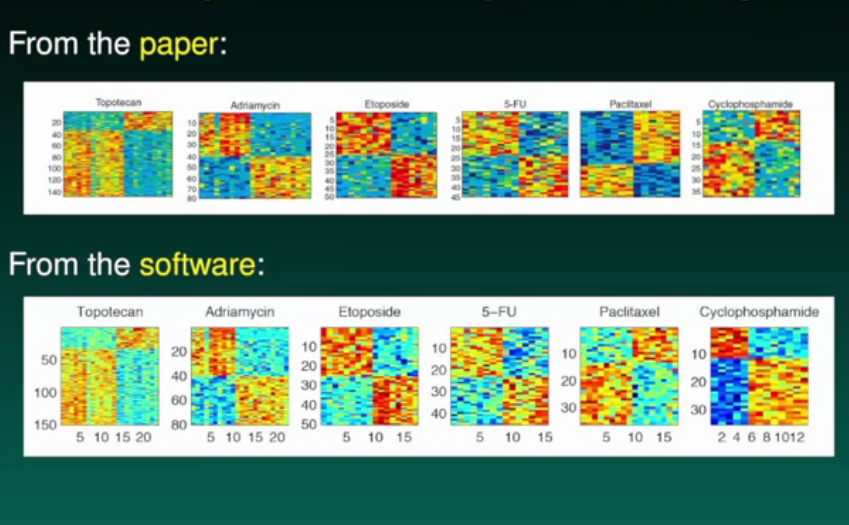 From the paper:
Topotecan Adriamycin Etoposide 5-FU Paclitaxel Cyclophosphamide
20 40 60 80 100 120 140
10 20 30 40 50 60 70 80
5 10 15 20 25 30 35 40 45 50
5 10 15 20 25 30 35 40 45
5 10 15 20 25 30 35
From the software:
Topotecan Adriamycin Etoposide 5–FU Paclitaxel Cyclophosphamide
50 100 150
20 40 60 80
10 20 30 40 50
10 20 30 40
10 20 30
10 20 30
5 10 15 20 5 10 15 20 5 10 15 5 10 15 5 10 15 2 4 6 8 10 12